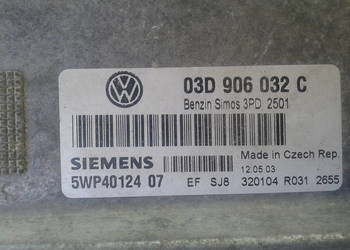 03D 906 032 C
Benzin Simos 3PD 2501
SIEMENS
Made in Czech Rep.
12.05.03
5WP40124 07 EF SJ8 320104 R031 2655